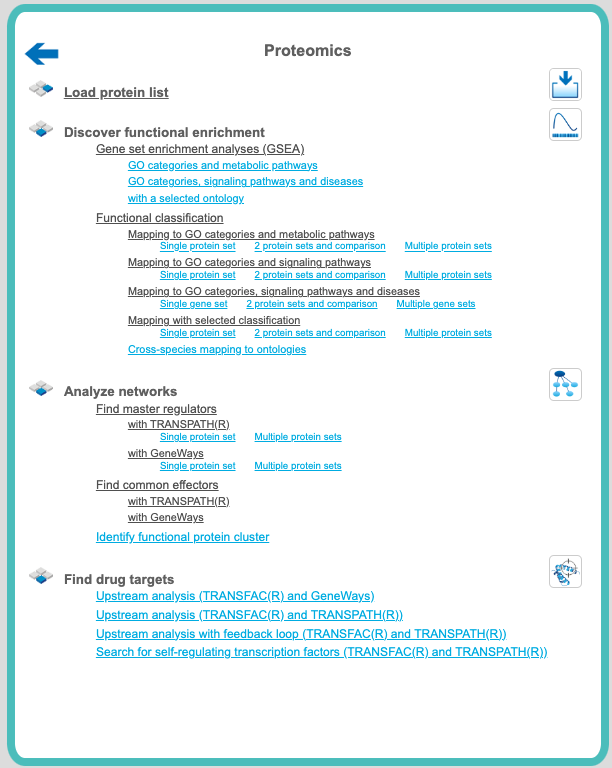 Proteomics
Load protein list
Discover functional enrichment
Gene set enrichment analyses (GSEA)
GO categories and metabolic pathways
GO categories, signaling pathways and diseases
with a selected ontology
Functional classification
Mapping to GO categories and metabolic pathways
Single protein set 2 protein sets and comparison Multiple protein sets
Mapping to GO categories and signaling pathways
Single protein set 2 protein sets and comparison Multiple protein sets
Mapping to GO categories, signaling pathways and diseases
Single gene set 2 protein sets and comparison Multiple gene sets
Mapping with selected classification
Single protein set 2 protein sets and comparison Multiple protein sets
Cross-species mapping to ontologies
Analyze networks
Find master regulators
with TRANSPATH(R)
Single protein set Multiple protein sets
with GeneWays
Single protein set Multiple protein sets
Find common effectors
with TRANSPATH(R)
with GeneWays
Identify functional protein cluster
Find drug targets
Upstream analysis (TRANSFAC(R) and GeneWays)
Upstream analysis (TRANSFAC(R) and TRANSPATH(R))
Upstream analysis with feedback loop (TRANSFAC(R) and TRANSPATH(R))
Search for self-regulating transcription factors (TRANSFAC(R) and TRANSPATH(R))